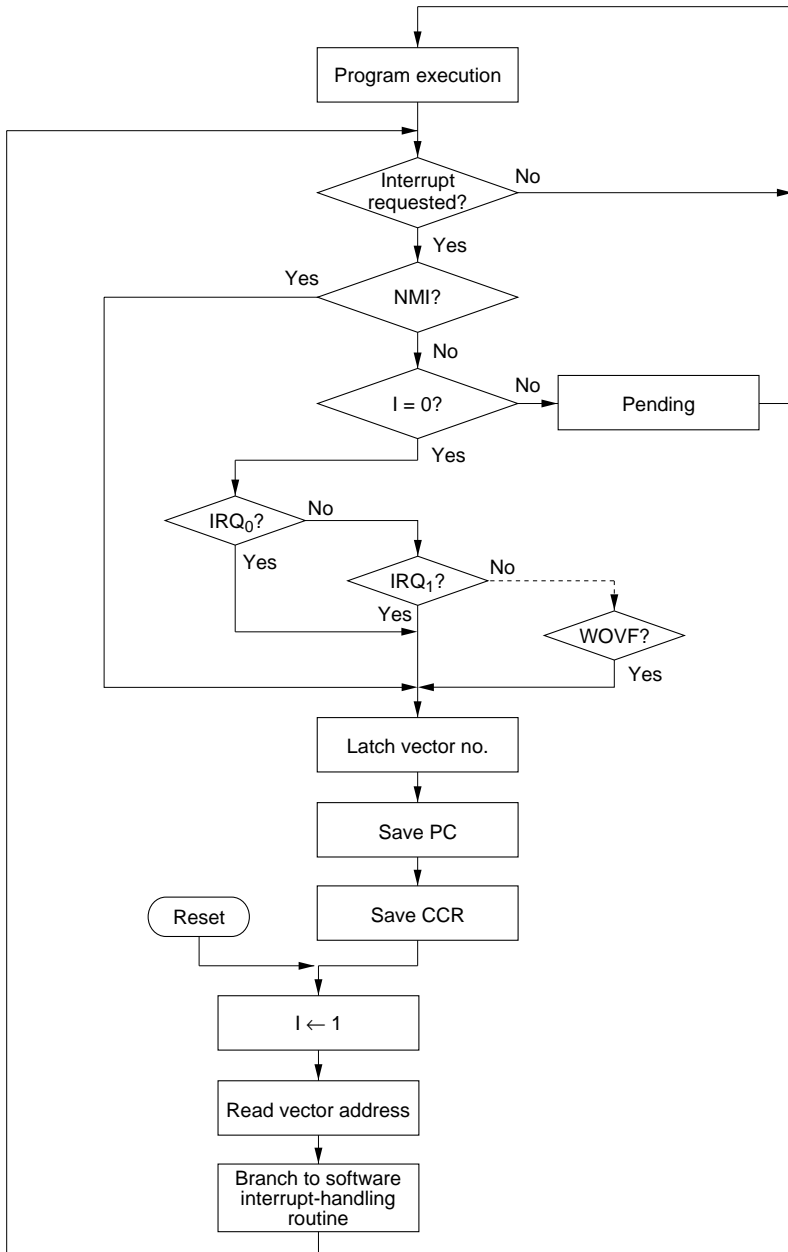 Program execution
Interrupt
requested?
No
Yes
Yes
NMI?
No
I = 0?
No
Pending
Yes
IRQ0?
No
Yes
IRQ1?
No
Yes
WOVF?
Yes
Latch vector no.
Save PC
Save CCR
Reset
I ← 1
Read vector address
Branch to software
interrupt-handling
routine